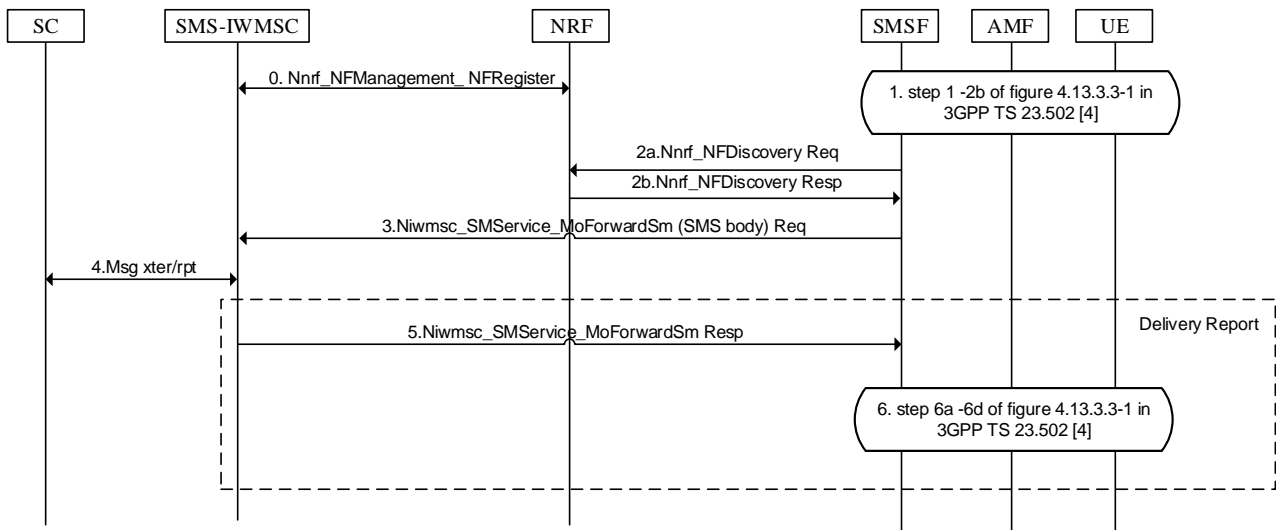 SC SMS-IWMSC NRF SMSF AMF UE
0. Nnrf_NFManagement_ NFRegister
1. step 1 -2b of figure 4.13.3.3-1 in
3GPP TS 23.502 [4]
2a.Nnrf_NFDiscovery Req
2b.Nnrf_NFDiscovery Resp
3.Niwmsc_SMService_MoForwardSm (SMS body) Req
4.Msg xter/rpt
Delivery Report
5.Niwmsc_SMService_MoForwardSm Resp
6. step 6a -6d of figure 4.13.3.3-1 in
3GPP TS 23.502 [4]